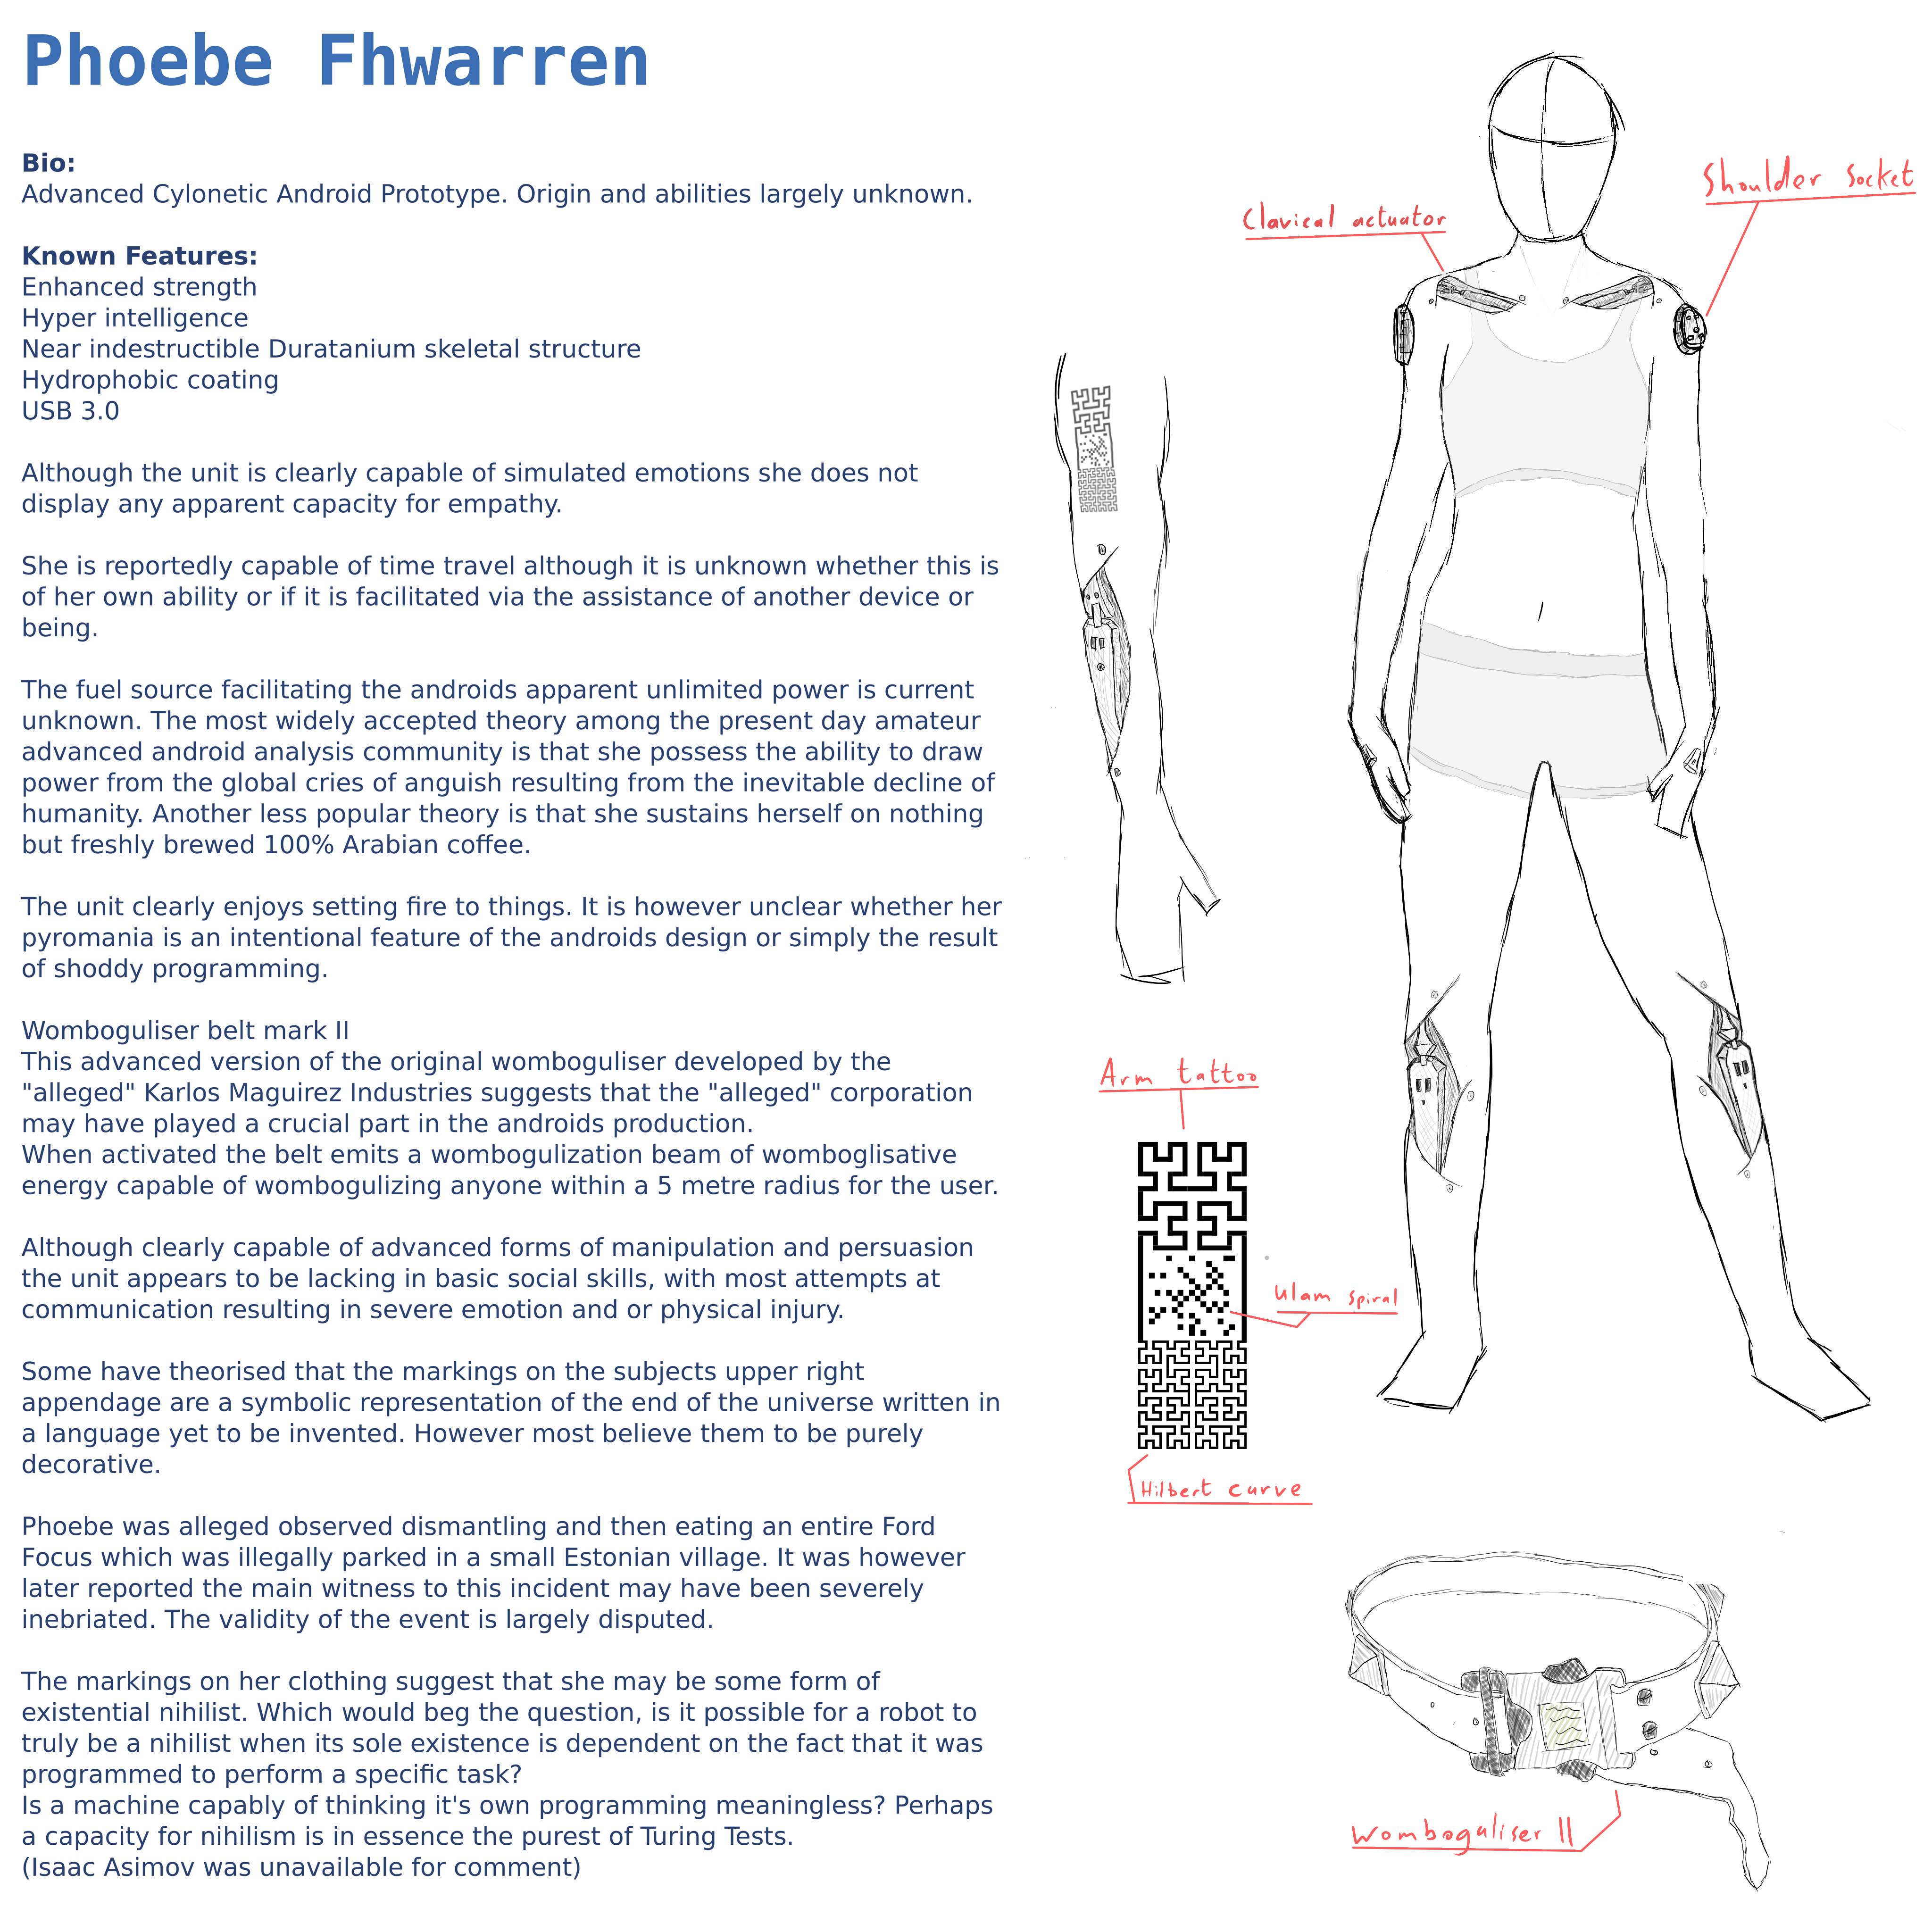 Phoebe Fhwarren
Bio:
Advanced Cylonetic Android Prototype. Origin and abilities largely unknown.
Known Features:
Enhanced strength
Hyper intelligence
Near indestructible Duratanium skeletal structure
Hydrophobic coating
USB 3.0
Although the unit is clearly capable of simulated emotions she does not
display any apparent capacity for empathy.
She is reportedly capable of time travel although it is unknown whether this is
of her own ability or if it is facilitated via the assistance of another device or
being.
The fuel source facilitating the androids apparent unlimited power is current
unknown. The most widely accepted theory among the present day amateur
advanced android analysis community is that she possess the ability to draw
power from the global cries of anguish resulting from the inevitable decline of
humanity. Another less popular theory is that she sustains herself on nothing
but freshly brewed 100% Arabian coffee.
The unit clearly enjoys setting fire to things. It is however unclear whether her
pyromania is an intentional feature of the androids design or simply the result
of shoddy programming.
Womboguliser belt mark II
This advanced version of the original womboguliser developed by the
"alleged" Karlos Maguirez Industries suggests that the "alleged" corporation
may have played a crucial part in the androids production.
When activated the belt emits a wombogulization beam of womboglisative
energy capable of wombogulizing anyone within a 5 metre radius for the user.
Although clearly capable of advanced forms of manipulation and persuasion
the unit appears to be lacking in basic social skills, with most attempts at
communication resulting in severe emotion and or physical injury.
Some have theorised that the markings on the subjects upper right
appendage are a symbolic representation of the end of the universe written in
a language yet to be invented. However most believe them to be purely
decorative.
Phoebe was alleged observed dismantling and then eating an entire Ford
Focus which was illegally parked in a small Estonian village. It was however
later reported the main witness to this incident may have been severely
inebriated. The validity of the event is largely disputed.
The markings on her clothing suggest that she may be some form of
existential nihilist. Which would beg the question, is it possible for a robot to
truly be a nihilist when its sole existence is dependent on the fact that it was
programmed to perform a specific task?
Is a machine capably of thinking it's own programming meaningless? Perhaps
a capacity for nihilism is in essence the purest of Turing Tests.
(Isaac Asimov was unavailable for comment)
Shoulder Socket
Clavical actuator
Arm tattoo
Ulam spiral
Hilbert curve
Womboguliser II